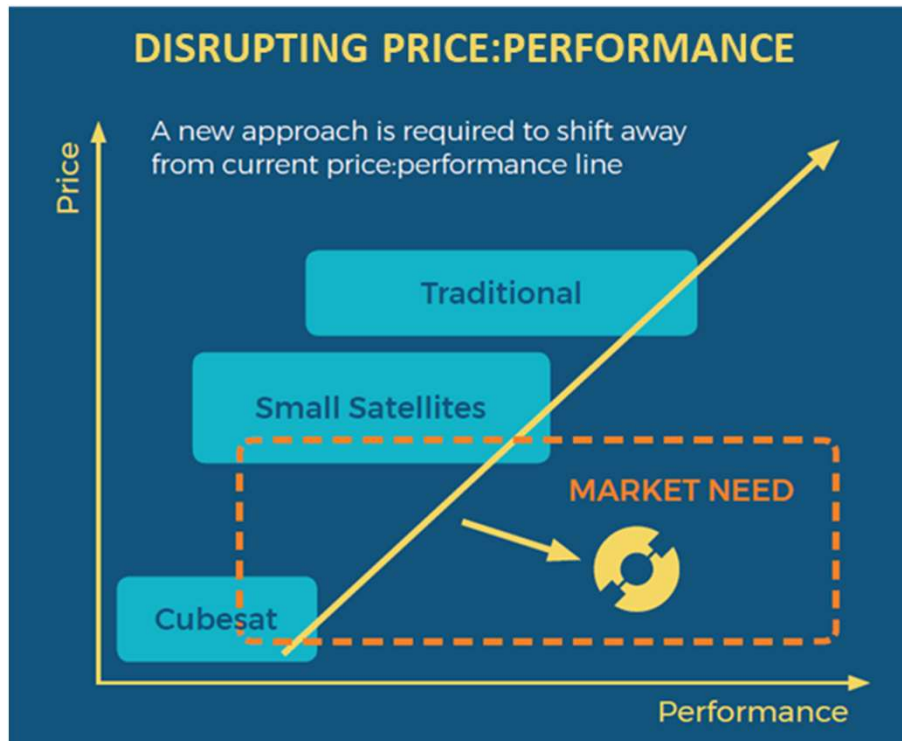 DISRUPTING PRICE:PERFORMANCE
A new approach is required to shift away
from current price:performance line
Price
Traditional
Small Satellites
MARKET NEED
Cubesat
Performance